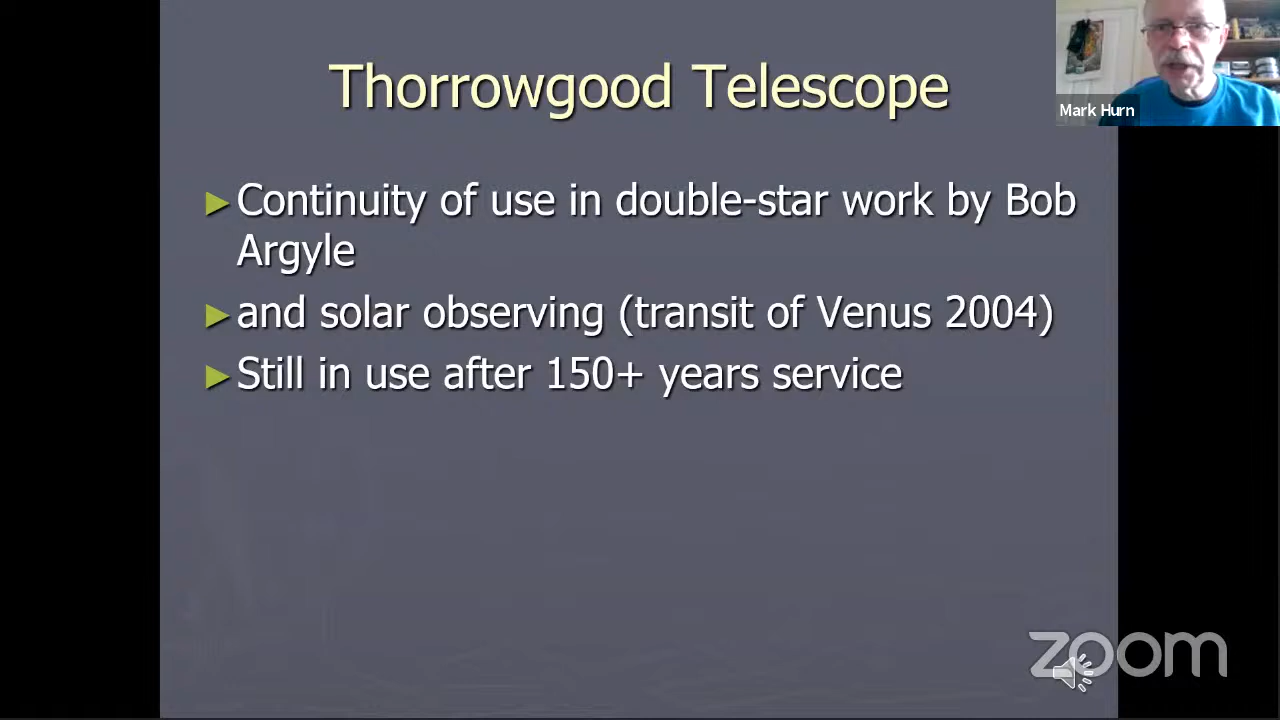 Thorrowgood Telescope
Mark Hurn
►Continuity of use in double-star work by Bob
Argyle
►and solar observing (transit of Venus 2004)
►Still in use after 150+ years service
zoom